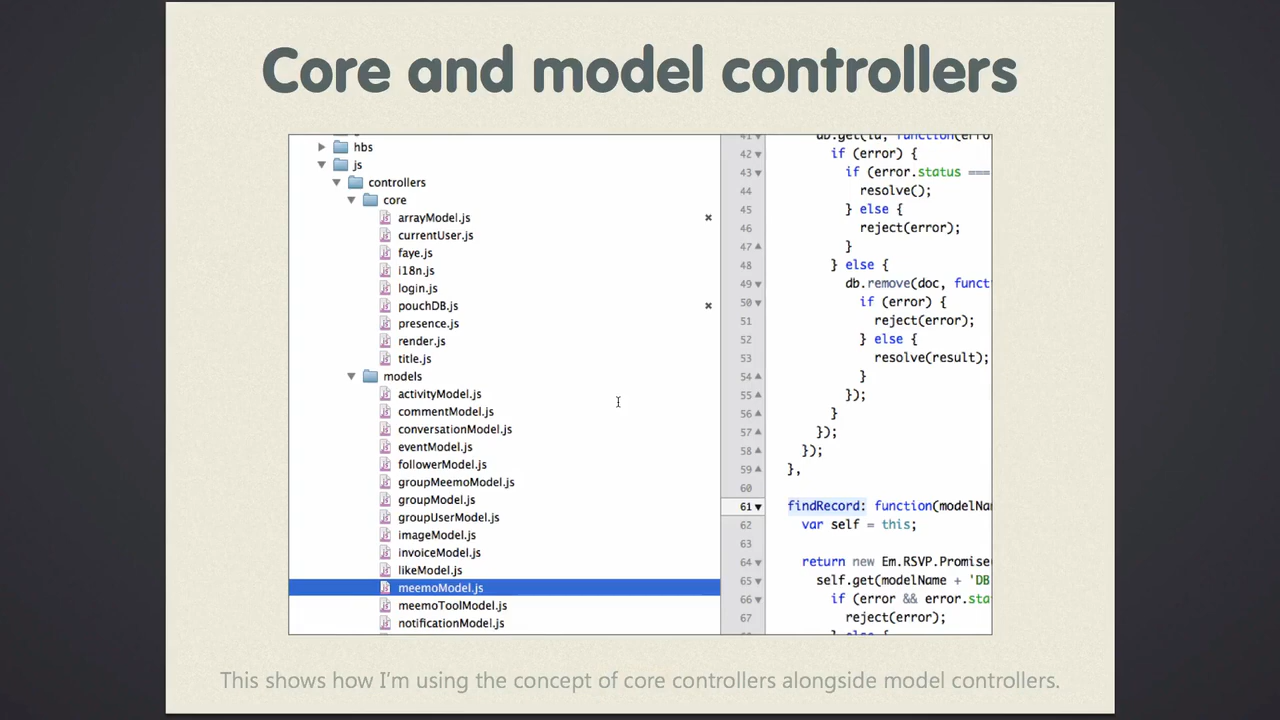 Core and model controllers
hbs
js
controllers
core
arrayModel.js
currentUser.js
faye.js
i18n.js
login.js
pouchDB.js
presence.js
render.js
title.js
models
activityModel.js
commentModel.js
conversationModel.js
eventModel.js
followerModel.js
groupMeemoModel.js
groupModel.js
groupUserModel.js
imageModel.js
invoiceModel.js
likeModel.js
meemoModel.js
meemoToolModel.js
notificationModel.js
41 db.get(id, function(erro
42 if (error) {
43 if (error.status ===
44 resolve();
45 } else {
46 reject(error);
47 }
48 } else {
49 db.remove(doc, funct
50 if (error) {
51 reject(error);
52 } else {
53 resolve(result);
54 }
55 });
56 }
57 });
58 });
59 },
60
61 findRecord: function(modelNa
62 var self = this;
63
64 return new Em.RSVP.Promise
65 self.get(modelName + 'DB
66 if (error && error.sta
67 reject(error);
} else {
This shows how I'm using the concept of core controllers alongside model controllers.